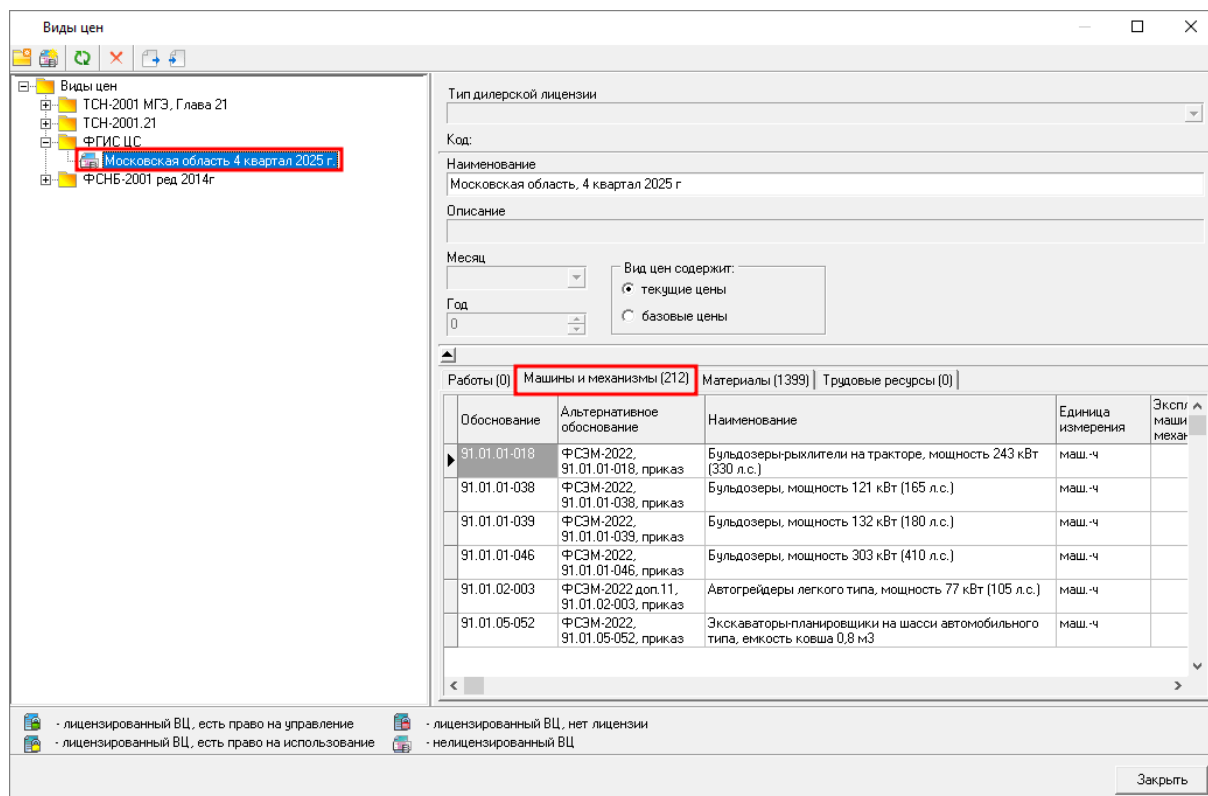 Виды цен
Виды цен
ТСН-2001 МГЭ, Глава 21
ТСН-2001.21
ФГИС ЦС
Московская область 4 квартал 2025 г.
ФСНБ-2001 ред 2014г
Тип дилерской лицензии
Код:
Наименование
Московская область, 4 квартал 2025 г
Описание
Месяц
Год
0
Вид цен содержит:
текущие цены
базовые цены
Работы (0) Машины и механизмы (212) Материалы (1399) Трудовые ресурсы (0)
Обоснование
Альтернативное
обоснование
Наименование
Единица
измерения
91.01.01-018
ФСЭМ-2022,
91.01.01-018, приказ
Бульдозеры-рыхлители на тракторе, мощность 243 кВт
(330 л.с.)
маш.-ч
91.01.01-038
ФСЭМ-2022,
91.01.01-038, приказ
Бульдозеры, мощность 121 кВт (165 л.с.)
маш.-ч
91.01.01-039
ФСЭМ-2022,
91.01.01-039, приказ
Бульдозеры, мощность 132 кВт (180 л.с.)
маш.-ч
91.01.01-046
ФСЭМ-2022,
91.01.01-046, приказ
Бульдозеры, мощность 303 кВт (410 л.с.)
маш.-ч
91.01.02-003
ФСЭМ-2022 доп.11,
91.01.02-003, приказ
Автогрейдеры легкого типа, мощность 77 кВт (105 л.с.)
маш.-ч
91.01.05-052
ФСЭМ-2022,
91.01.05-052, приказ
Экскаваторы-планировщики на шасси автомобильного
типа, емкость ковша 0,8 м3
маш.-ч
- лицензированный ВЦ, есть право на управление
- лицензированный ВЦ, нет лицензии
- лицензированный ВЦ, есть право на использование
- нелицензированный ВЦ
Закрыть